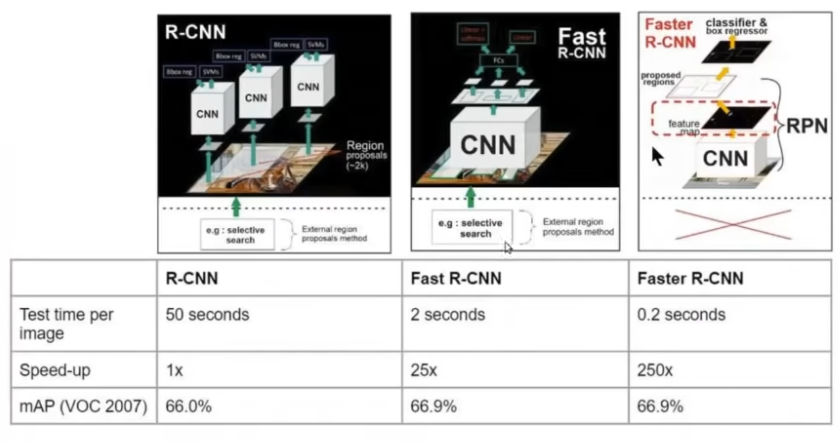 R-CNN
Bbox reg SVMs
Bbox reg SVMs
Bbox reg SVMs
CNN
CNN
CNN
Region
proposals
(~2k)
e.g : selective
search
External region
proposals method
Fast
R-CNN
Linear +
softmax
Linear
FCs
CNN
e.g : selective
search
External region
proposals method
Faster
R-CNN
classifier &
box regressor
proposed
regions
feature
map
CNN
RPN
R-CNN Fast R-CNN Faster R-CNN
Test time per
image
50 seconds 2 seconds 0.2 seconds
Speed-up 1x 25x 250x
mAP (VOC 2007) 66.0% 66.9% 66.9%